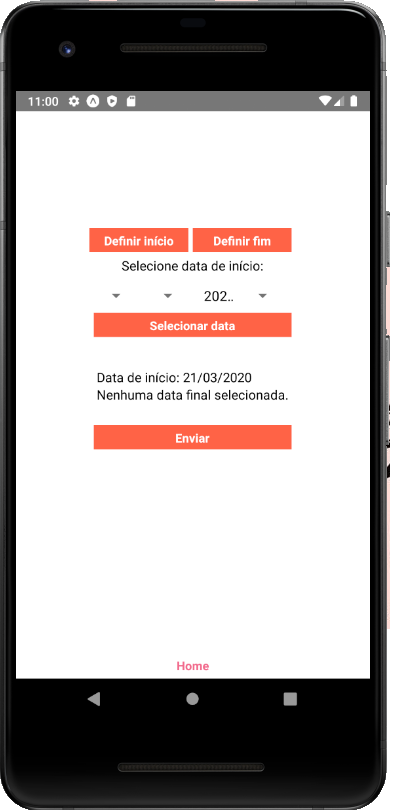 11:00
Definir início Definir fim
Selecione data de início:
202..
Selecionar data
Data de início: 21/03/2020
Nenhuma data final selecionada.
Enviar
Home